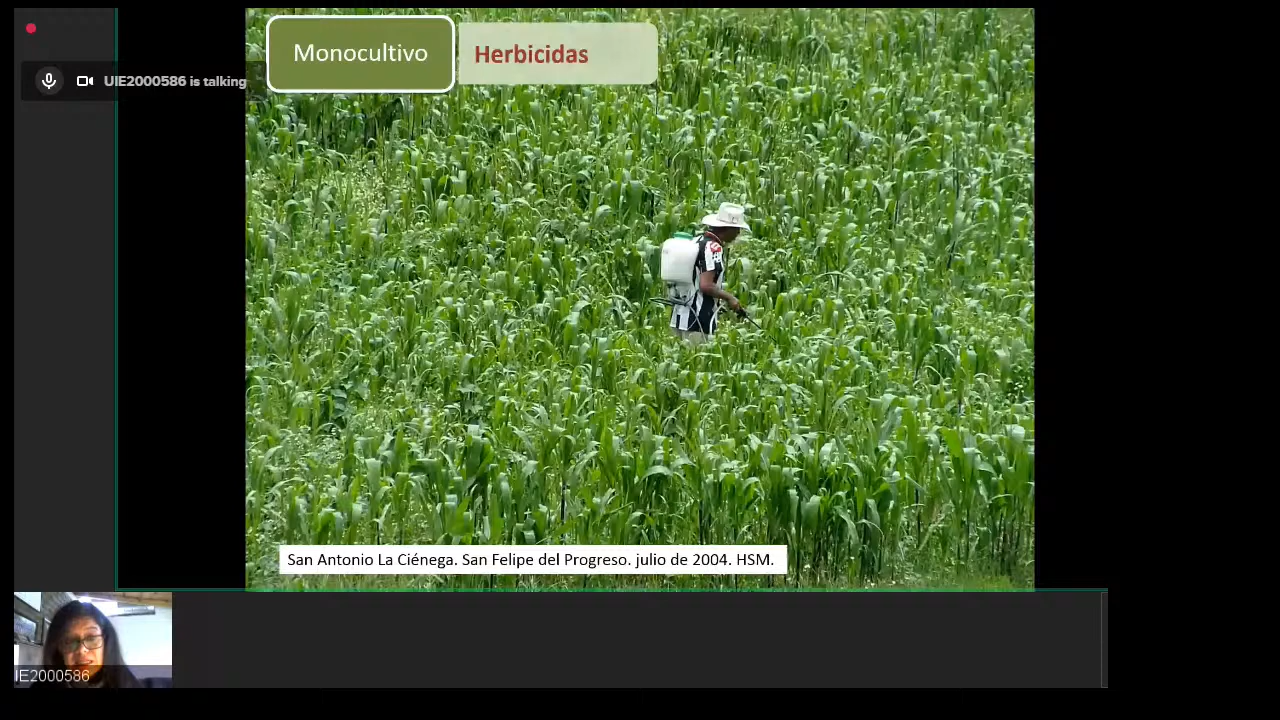 Monocultivo
Herbicidas
UIE2000586 is talking
San Antonio La Ciénega. San Felipe del Progreso. julio de 2004. HSM.
IE2000586